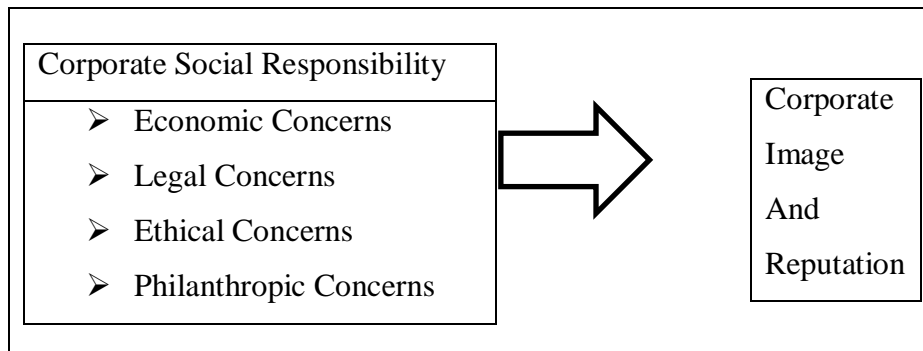 Corporate Social Responsibility
➢ Economic Concerns
➢ Legal Concerns
➢ Ethical Concerns
➢ Philanthropic Concerns
Corporate
Image
And
Reputation